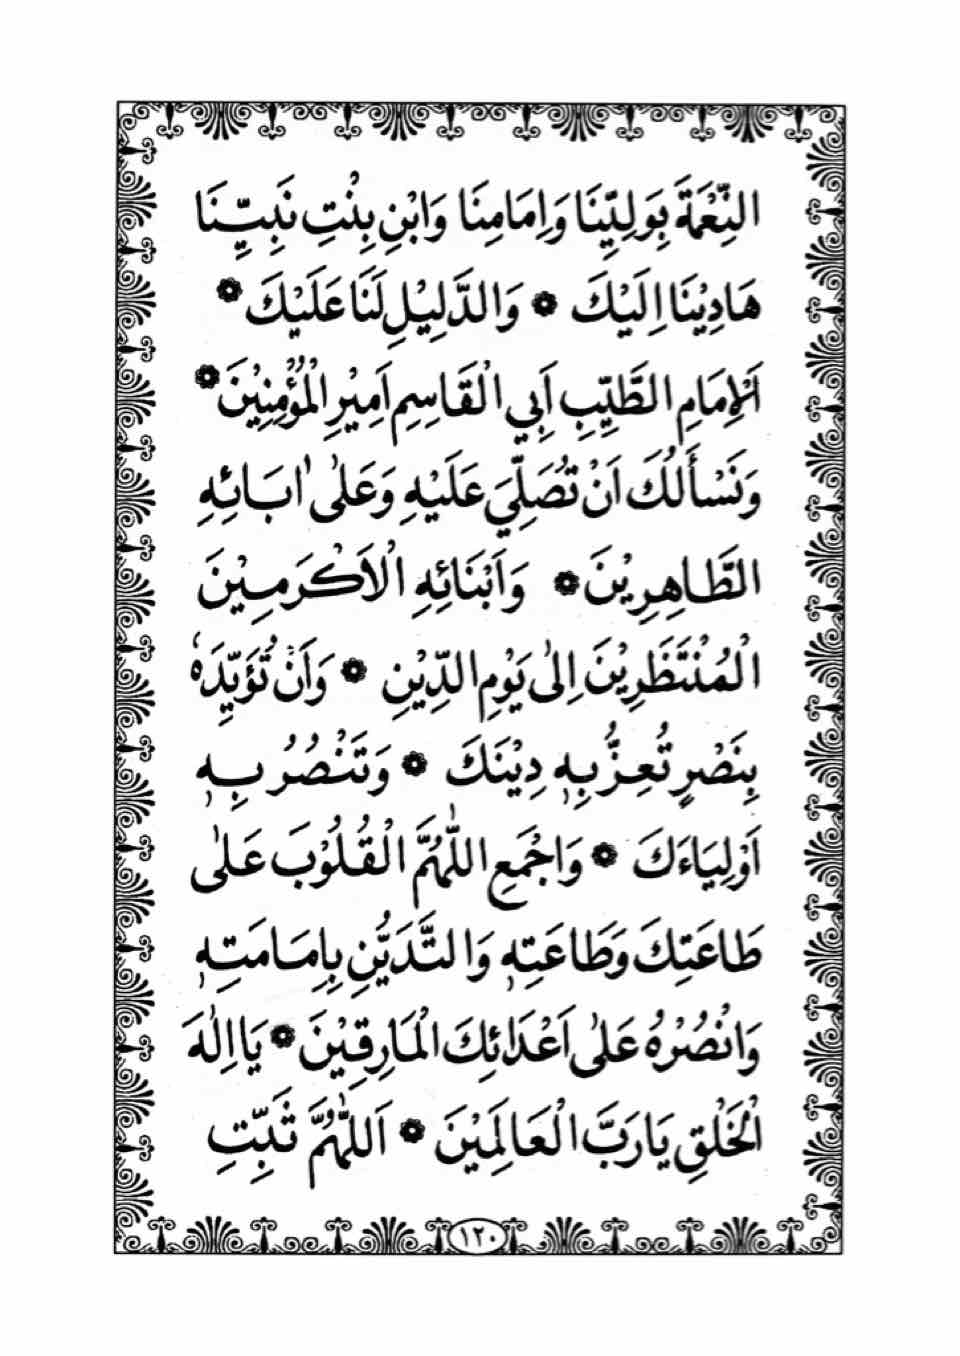 النِّعْمَةَ بِوَلِيِّنَا وَاِمَامِنَا وَابْنِ بِنْتِ نَبِيِّنَا
هَادِيْنَا اِلَيْكَ ۞ وَالدَّلِيْلِ لَنَا عَلَيْكَ ۞
اَلْاِمَامِ الطَّيِّبِ اَبِي الْقَاسِمِ اَمِيْرِ الْمُؤْمِنِيْنَ ۞
وَنَسْأَلُكَ اَنْ تُصَلِّيَ عَلَيْهِ وَعَلٰى اٰبَائِهِ
الطَّاهِرِيْنَ ۞ وَاَبْنَائِهِ الْاَكْرَمِيْنَ
الْمُنْتَظَرِيْنَ اِلٰى يَوْمِ الدِّيْنِ ۞ وَاَنْ تُؤَيِّدَهٗ
بِنَصْرٍ تُعِزُّ بِهٖ دِيْنَكَ ۞ وَتَنْصُرُ بِهٖ
اَوْلِيَاءَكَ ۞ وَاجْمَعِ اللّٰهُمَّ الْقُلُوْبَ عَلٰى
طَاعَتِكَ وَطَاعَتِهٖ وَالتَّدَيُّنِ بِاِمَامَتِهٖ
وَانْصُرْهُ عَلٰى اَعْدَائِكَ الْمَارِقِيْنَ ۞ يَا اِلٰهَ
الْخَلْقِ يَا رَبَّ الْعَالَمِيْنَ ۞ اَللّٰهُمَّ ثَبِّتِ
١٢٠